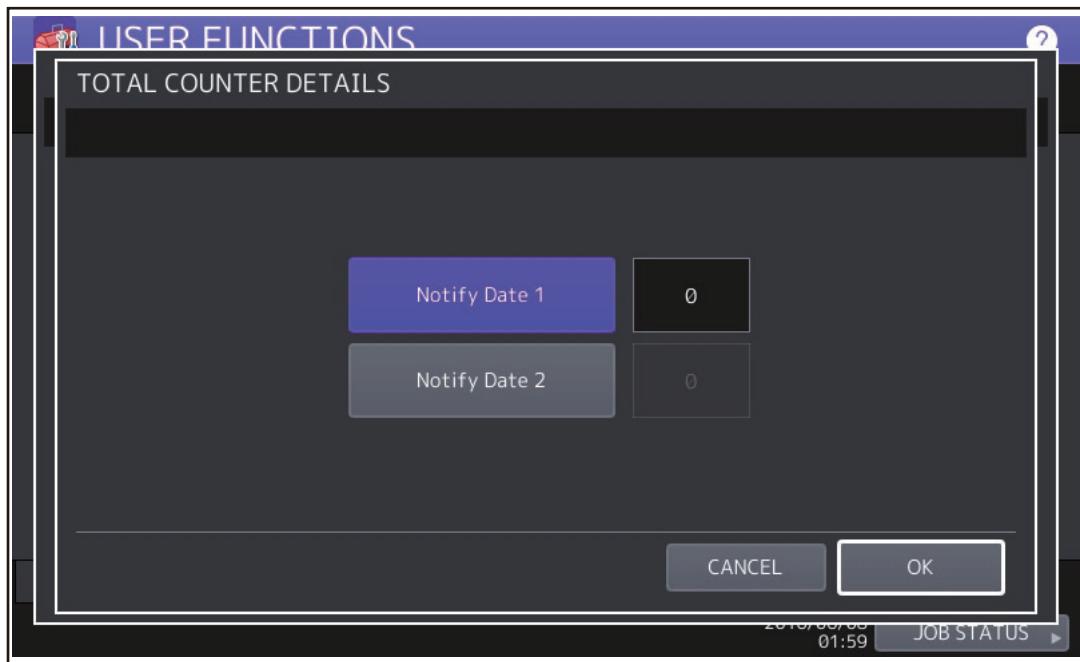 USER FUNCTIONS
?
TOTAL COUNTER DETAILS
Notify Date 1
0
Notify Date 2
0
CANCEL
OK
01:59
JOB STATUS